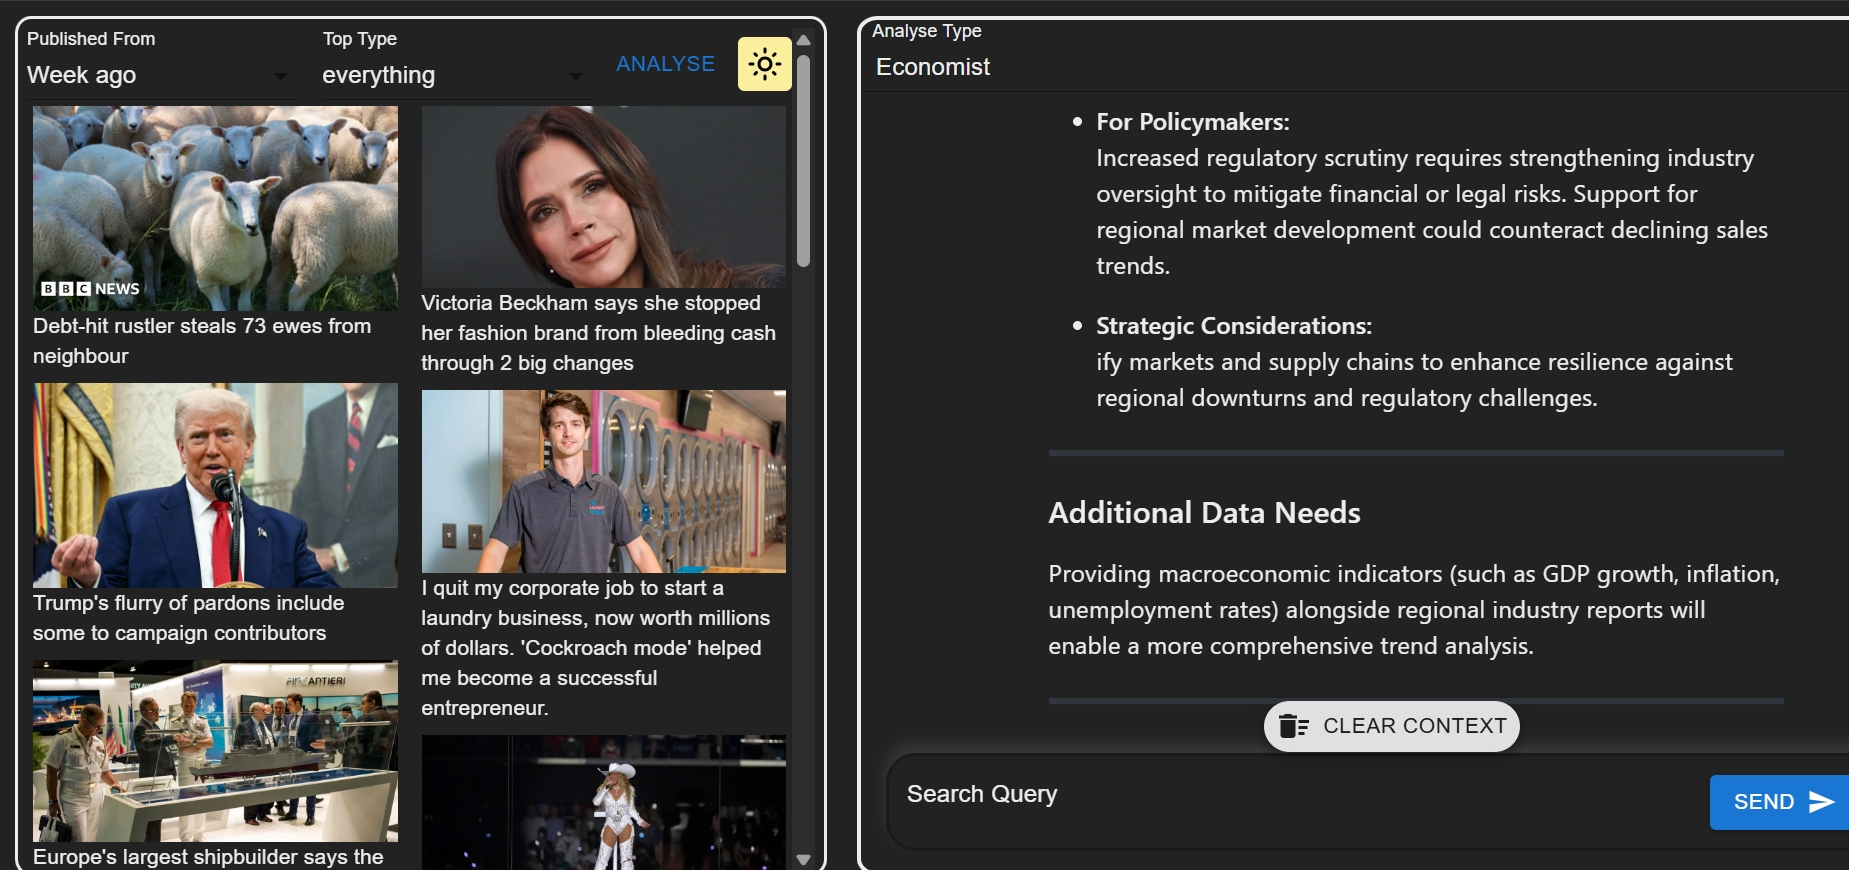 Published From
Week ago
Top Type
everything
ANALYSE
BBC NEWS
Debt-hit rustler steals 73 ewes from
neighbour
Trump's flurry of pardons include
some to campaign contributors
FINCANTIERI
Europe's largest shipbuilder says the
Victoria Beckham says she stopped
her fashion brand from bleeding cash
through 2 big changes
I quit my corporate job to start a
laundry business, now worth millions
of dollars. 'Cockroach mode' helped
me become a successful
entrepreneur.
Analyse Type
Economist
For Policymakers:
Increased regulatory scrutiny requires strengthening industry
oversight to mitigate financial or legal risks. Support for
regional market development could counteract declining sales
trends.
Strategic Considerations:
ify markets and supply chains to enhance resilience against
regional downturns and regulatory challenges.
Additional Data Needs
Providing macroeconomic indicators (such as GDP growth, inflation,
unemployment rates) alongside regional industry reports will
enable a more comprehensive trend analysis.
CLEAR CONTEXT
Search Query
SEND